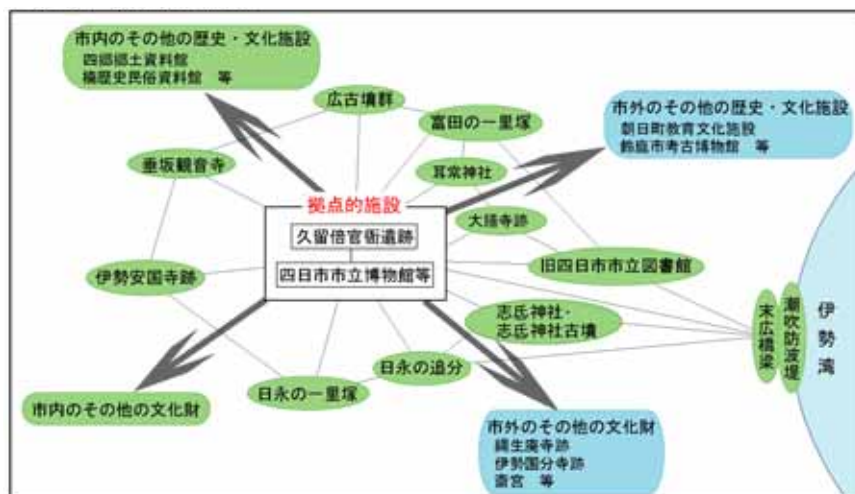 市内のその他の歴史・文化施設
四郷郷土資料館
楠歴史民俗資料館 等
広古墳群
富田の一里塚
市外のその他の歴史・文化施設
朝日町教育文化施設
鈴鹿市考古博物館 等
垂坂観音寺
耳常神社
拠点的施設
久留倍官衙遺跡
四日市市立博物館等
大膳寺跡
伊勢安国寺跡
旧四日市市立図書館
志氐神社・
志氐神社古墳
末広橋梁
潮吹防波堤
伊勢湾
日永の追分
日永の一里塚
市内のその他の文化財
市外のその他の文化財
縄生廃寺跡
伊勢国分寺跡
斎宮 等